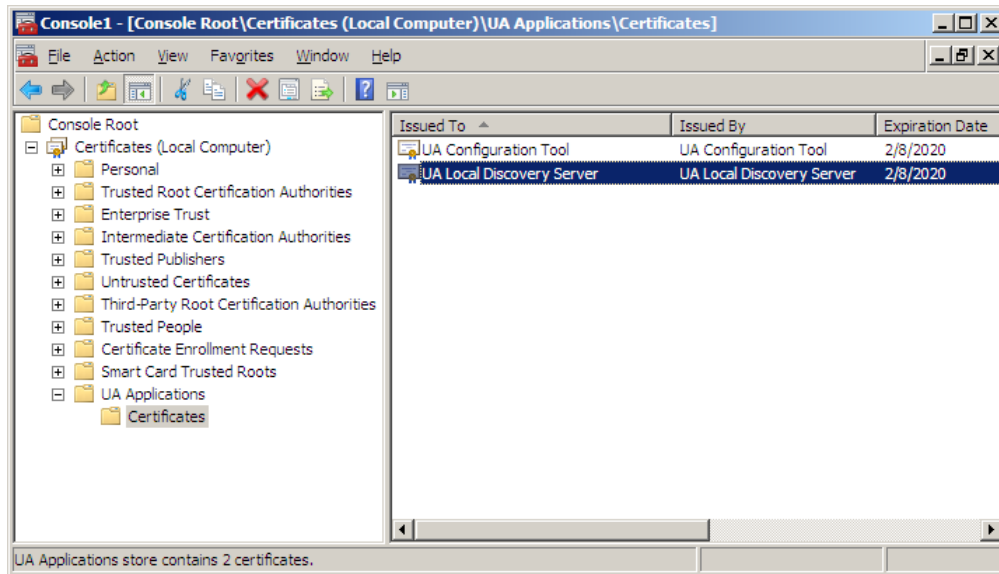 Console1 - [Console Root\Certificates (Local Computer)\UA Applications\Certificates]
File Action View Favorites Window Help
Console Root
Certificates (Local Computer)
Personal
Trusted Root Certification Authorities
Enterprise Trust
Intermediate Certification Authorities
Trusted Publishers
Untrusted Certificates
Third-Party Root Certification Authorities
Trusted People
Certificate Enrollment Requests
Smart Card Trusted Roots
UA Applications
Certificates
Issued To Issued By Expiration Date
UA Configuration Tool UA Configuration Tool 2/8/2020
UA Local Discovery Server UA Local Discovery Server 2/8/2020
UA Applications store contains 2 certificates.